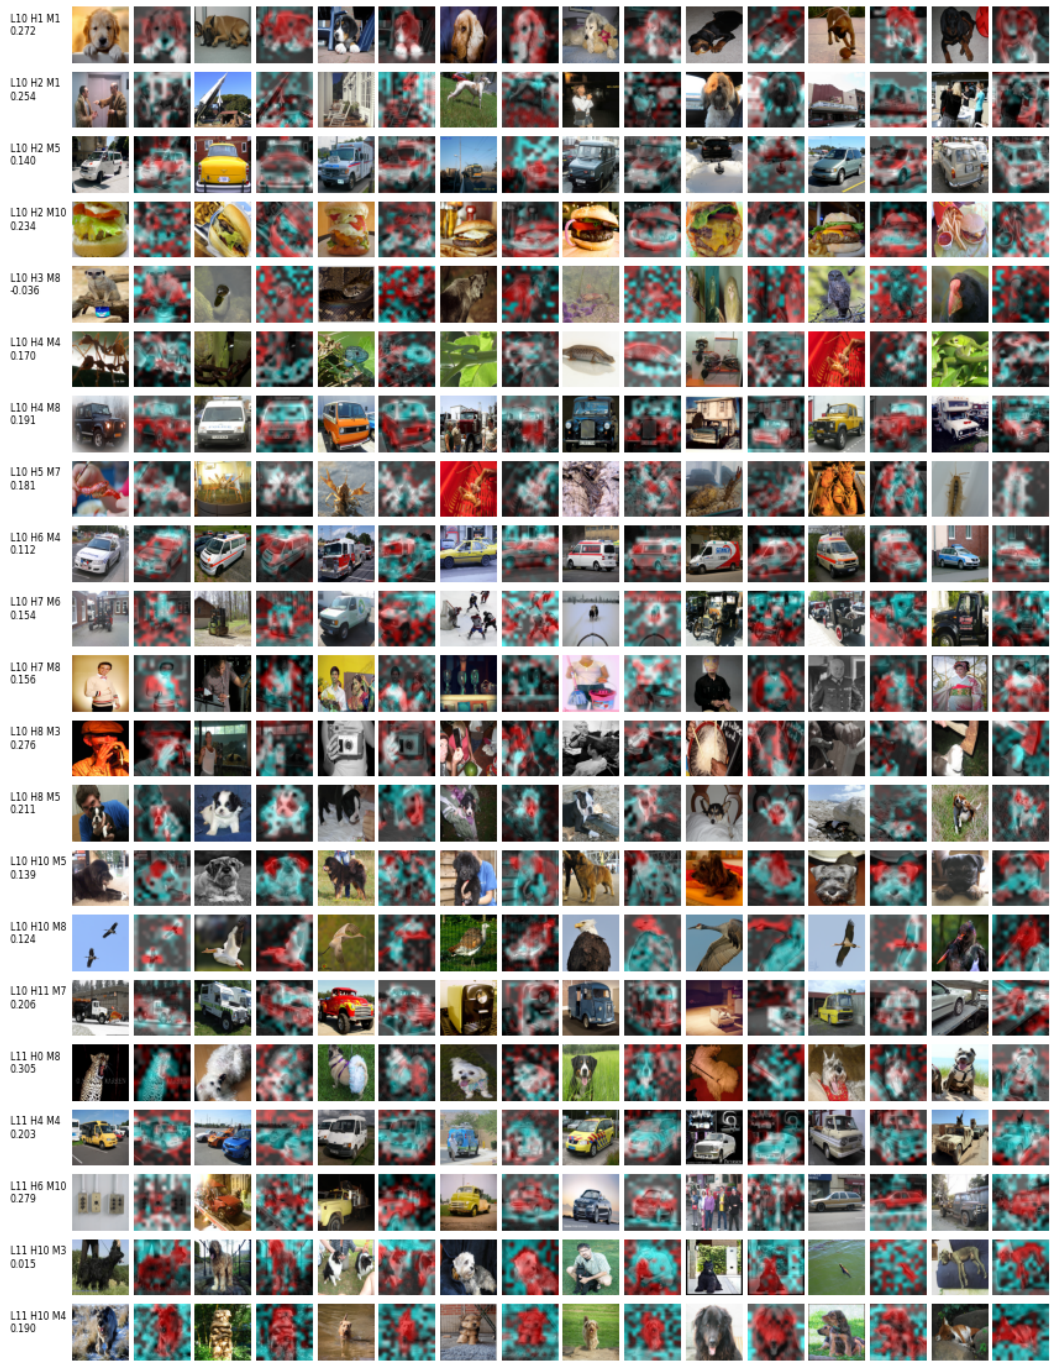 L10 H1 M1
0.272
L10 H2 M1
0.254
L10 H2 M5
0.140
L10 H2 M10
0.234
L10 H3 M8
-0.036
L10 H4 M4
0.170
L10 H4 M8
0.191
L10 H5 M7
0.181
L10 H6 M4
0.112
L10 H7 M6
0.154
L10 H7 M8
0.156
L10 H8 M3
0.276
L10 H8 M5
0.211
L10 H10 M5
0.139
L10 H10 M8
0.124
L10 H11 M7
0.206
L11 H0 M8
0.305
L11 H4 M4
0.203
L11 H6 M10
0.279
L11 H10 M3
0.015
L11 H10 M4
0.190